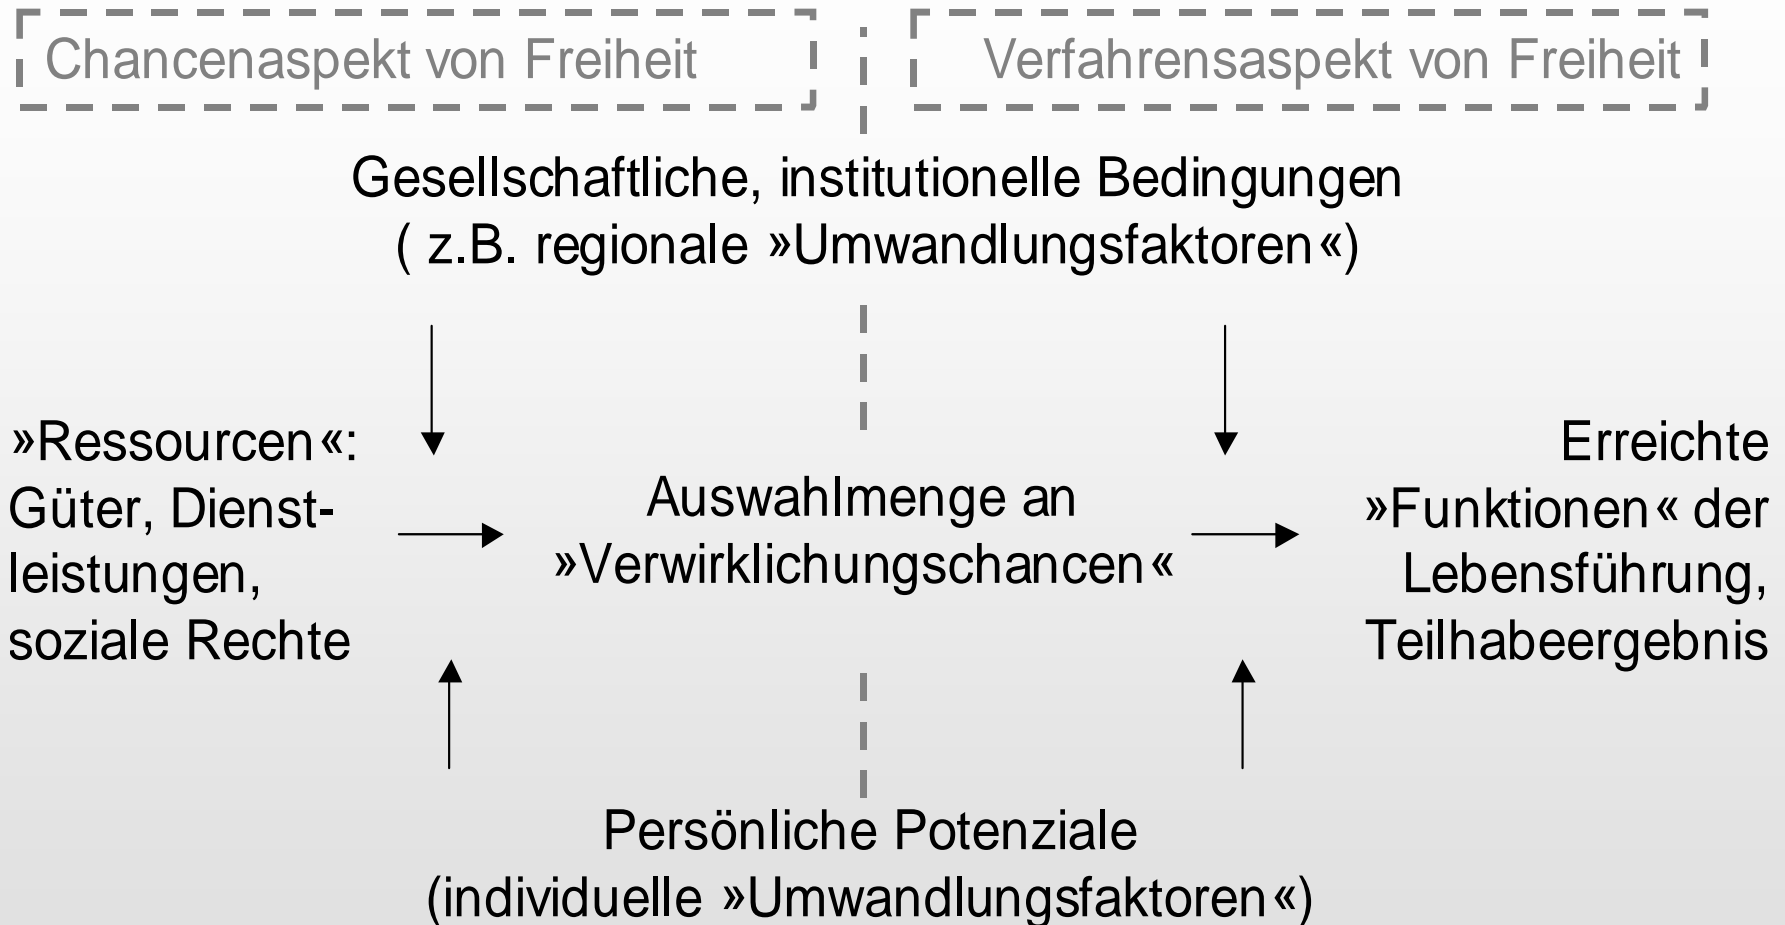 Chancenaspekt von Freiheit
Verfahrensaspekt von Freiheit
Gesellschaftliche, institutionelle Bedingungen
( z.B. regionale »Umwandlungsfaktoren«)
»Ressourcen«:
Güter, Dienst-
leistungen,
soziale Rechte
Auswahlmenge an
»Verwirklichungschancen«
Erreichte
»Funktionen« der
Lebensführung,
Teilhabeergebnis
Persönliche Potenziale
(individuelle »Umwandlungsfaktoren«)